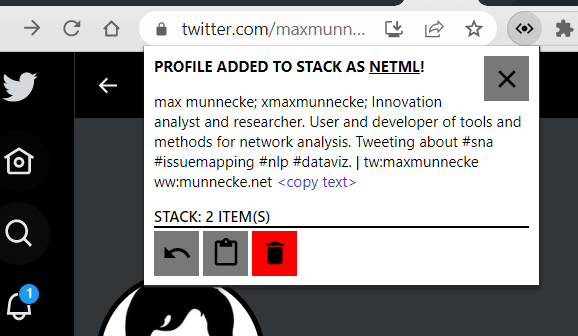 twitter.com/maxmunn...
PROFILE ADDED TO STACK AS NETML!
max munnecke; xmaxmunnecke; Innovation
analyst and researcher. User and developer of tools and
methods for network analysis. Tweeting about #sna
#issuemapping #nlp #dataviz. | tw:maxmunnecke
ww:munnecke.net <copy text>
STACK: 2 ITEM(S)
1